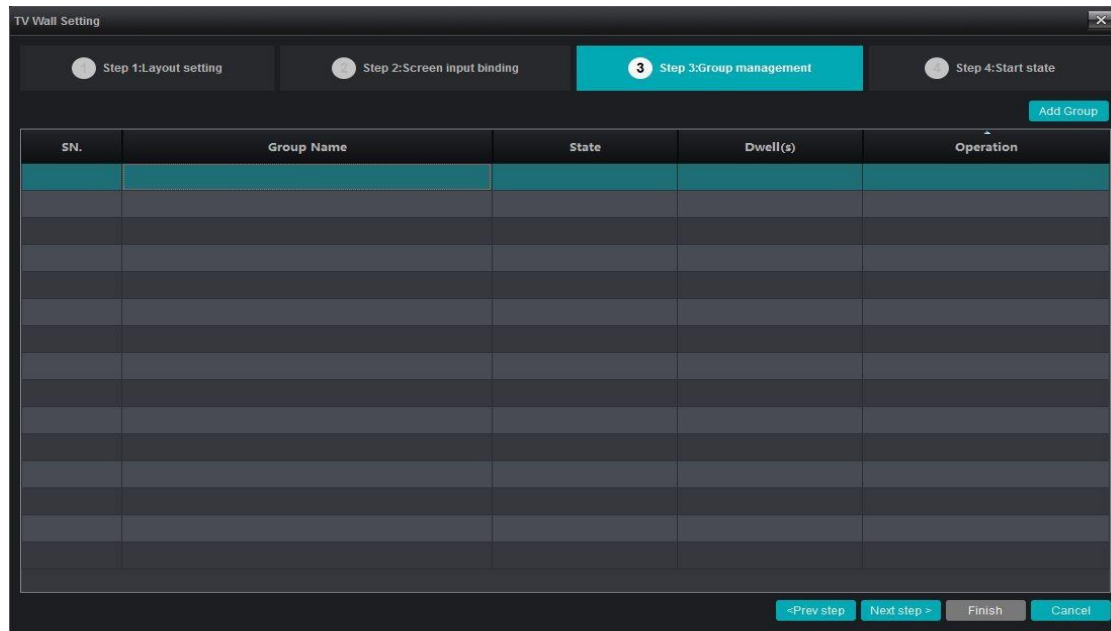 TV Wall Setting
1 Step 1:Layout setting 2 Step 2:Screen input binding 3 Step 3:Group management 4 Step 4:Start state
Add Group
SN. Group Name State Dwell(s) Operation
<Prev step Next step > Finish Cancel